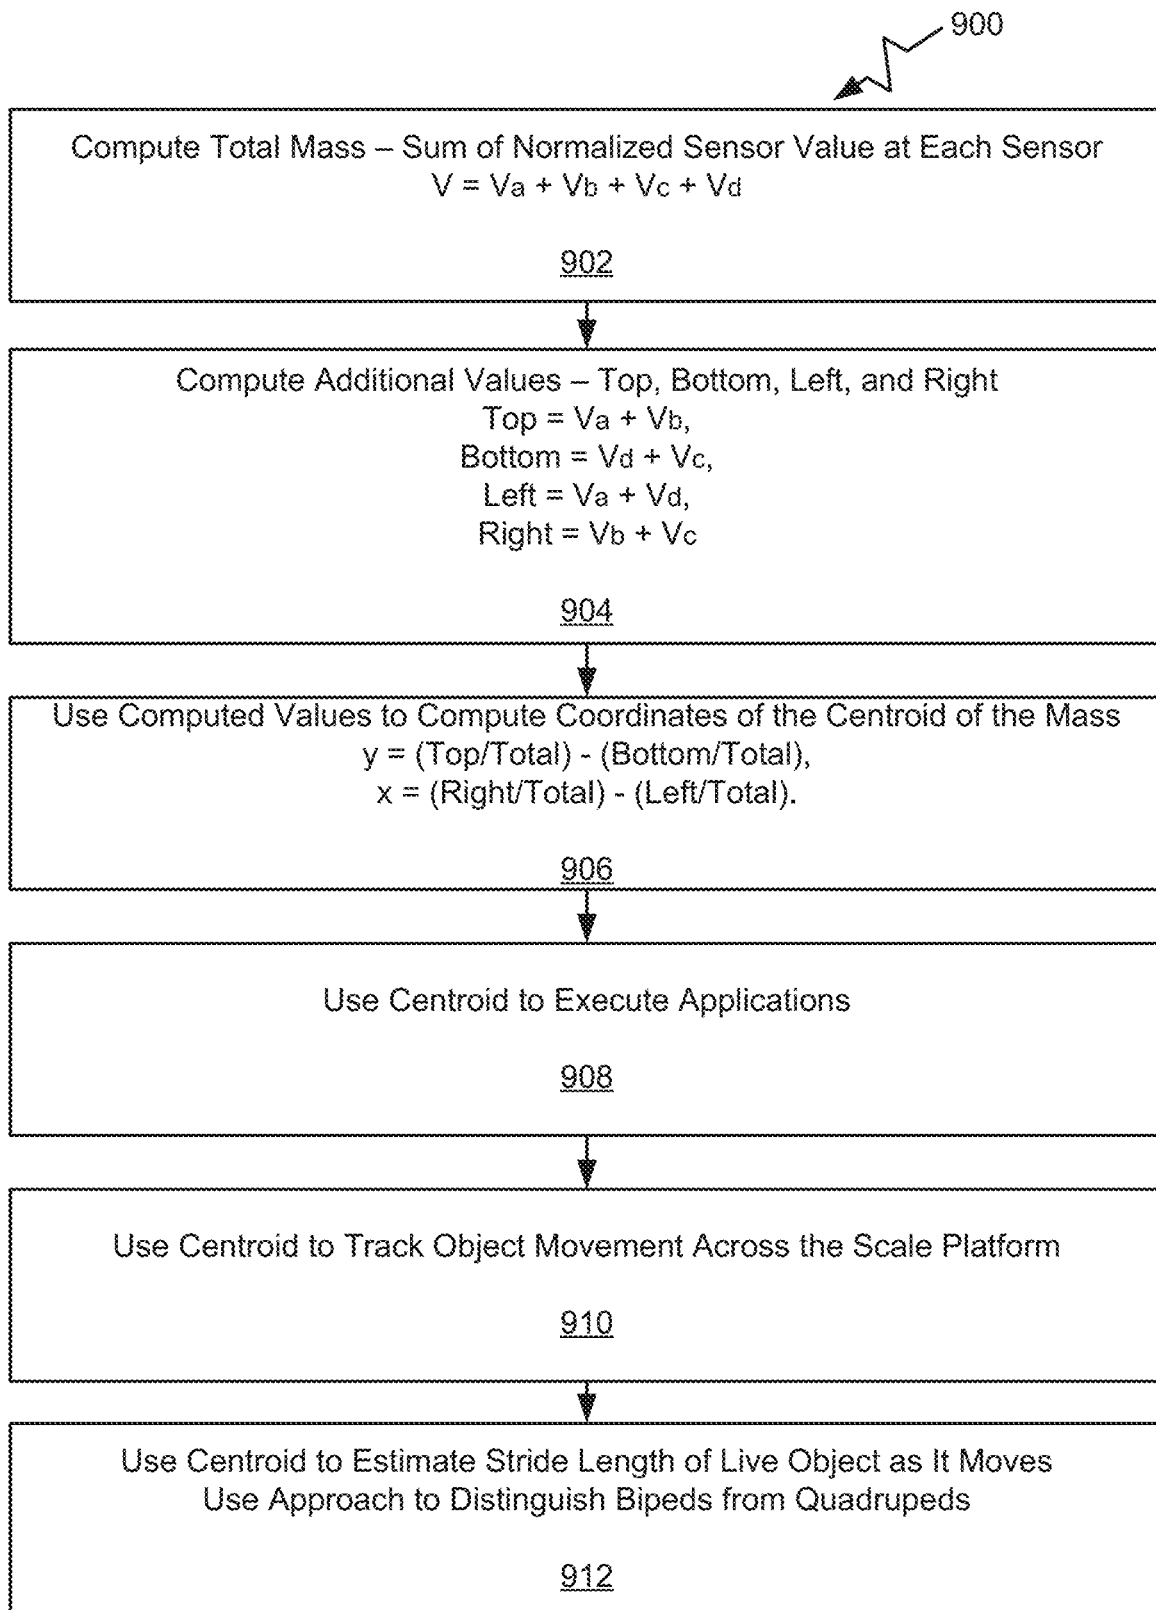 900
Compute Total Mass – Sum of Normalized Sensor Value at Each Sensor
V = Va + Vb + Vc + Vd
902
Compute Additional Values – Top, Bottom, Left, and Right
Top = Va + Vb,
Bottom = Vd + Vc,
Left = Va + Vd,
Right = Vb + Vc
904
Use Computed Values to Compute Coordinates of the Centroid of the Mass
y = (Top/Total) - (Bottom/Total),
x = (Right/Total) - (Left/Total).
906
Use Centroid to Execute Applications
908
Use Centroid to Track Object Movement Across the Scale Platform
910
Use Centroid to Estimate Stride Length of Live Object as It Moves
Use Approach to Distinguish Bipeds from Quadrupeds
912